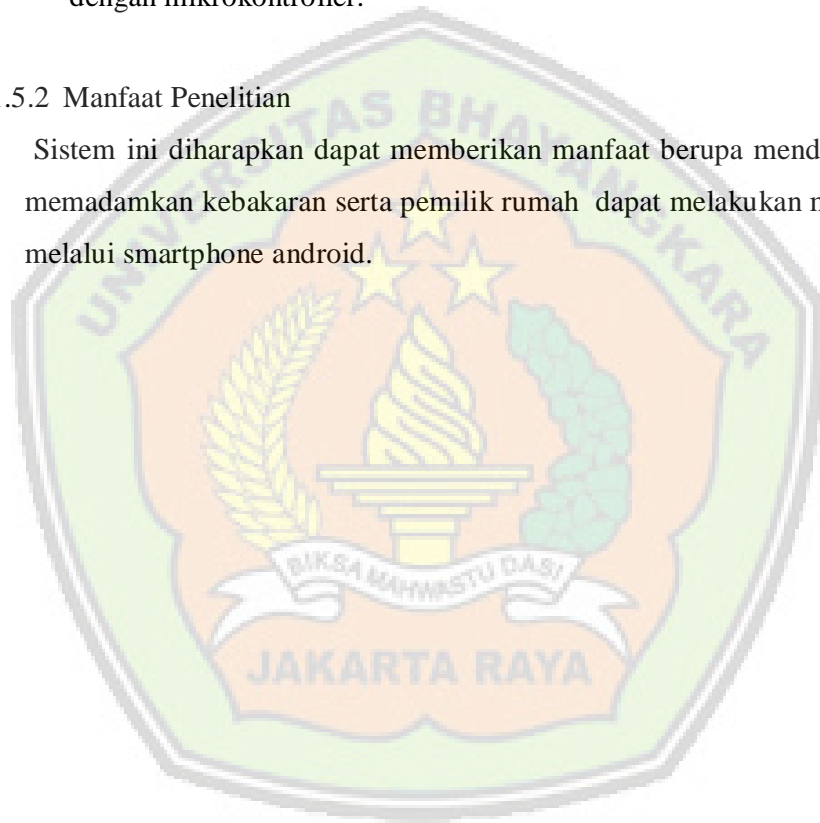 dengan mikrokontroller.
.5.2 Manfaat Penelitian
Sistem ini diharapkan dapat memberikan manfaat berupa mend
memadamkan kebakaran serta pemilik rumah dapat melakukan
melalui smartphone android.
UNIVERSITAS BHAYANGKARA
BIKSA MAHWASTU DASI
JAKARTA RAYA